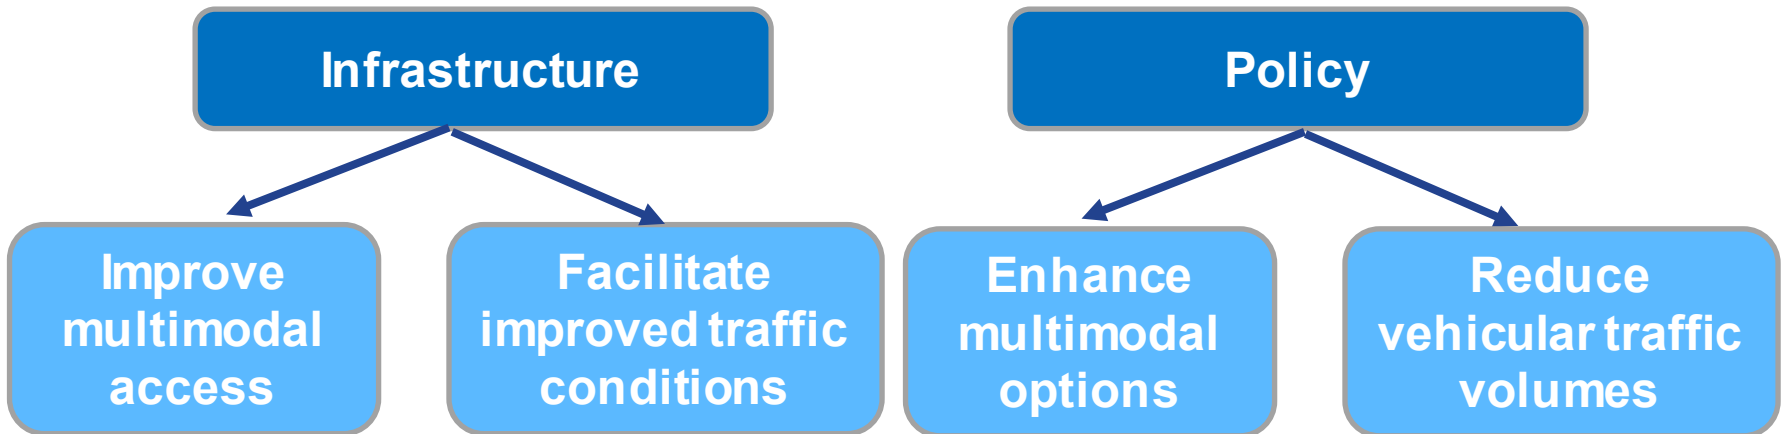 Infrastructure
Policy
Improve
multimodal
access
Facilitate
improved traffic
conditions
Enhance
multimodal
options
Reduce
vehicular traffic
volumes